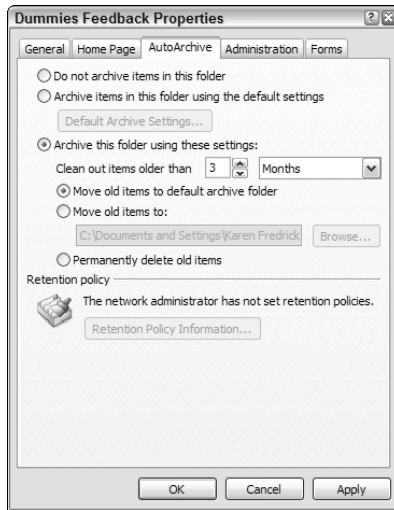 Dummies Feedback Properties
General Home Page AutoArchive Administration Forms
Do not archive items in this folder
Archive items in this folder using the default settings
Default Archive Settings...
Archive this folder using these settings:
Clean out items older than 3 Months
Move old items to default archive folder
Move old items to:
C:\Documents and Settings\Karen Fredrick Browse...
Permanently delete old items
Retention policy
The network administrator has not set retention policies.
Retention Policy Information...
OK Cancel Apply